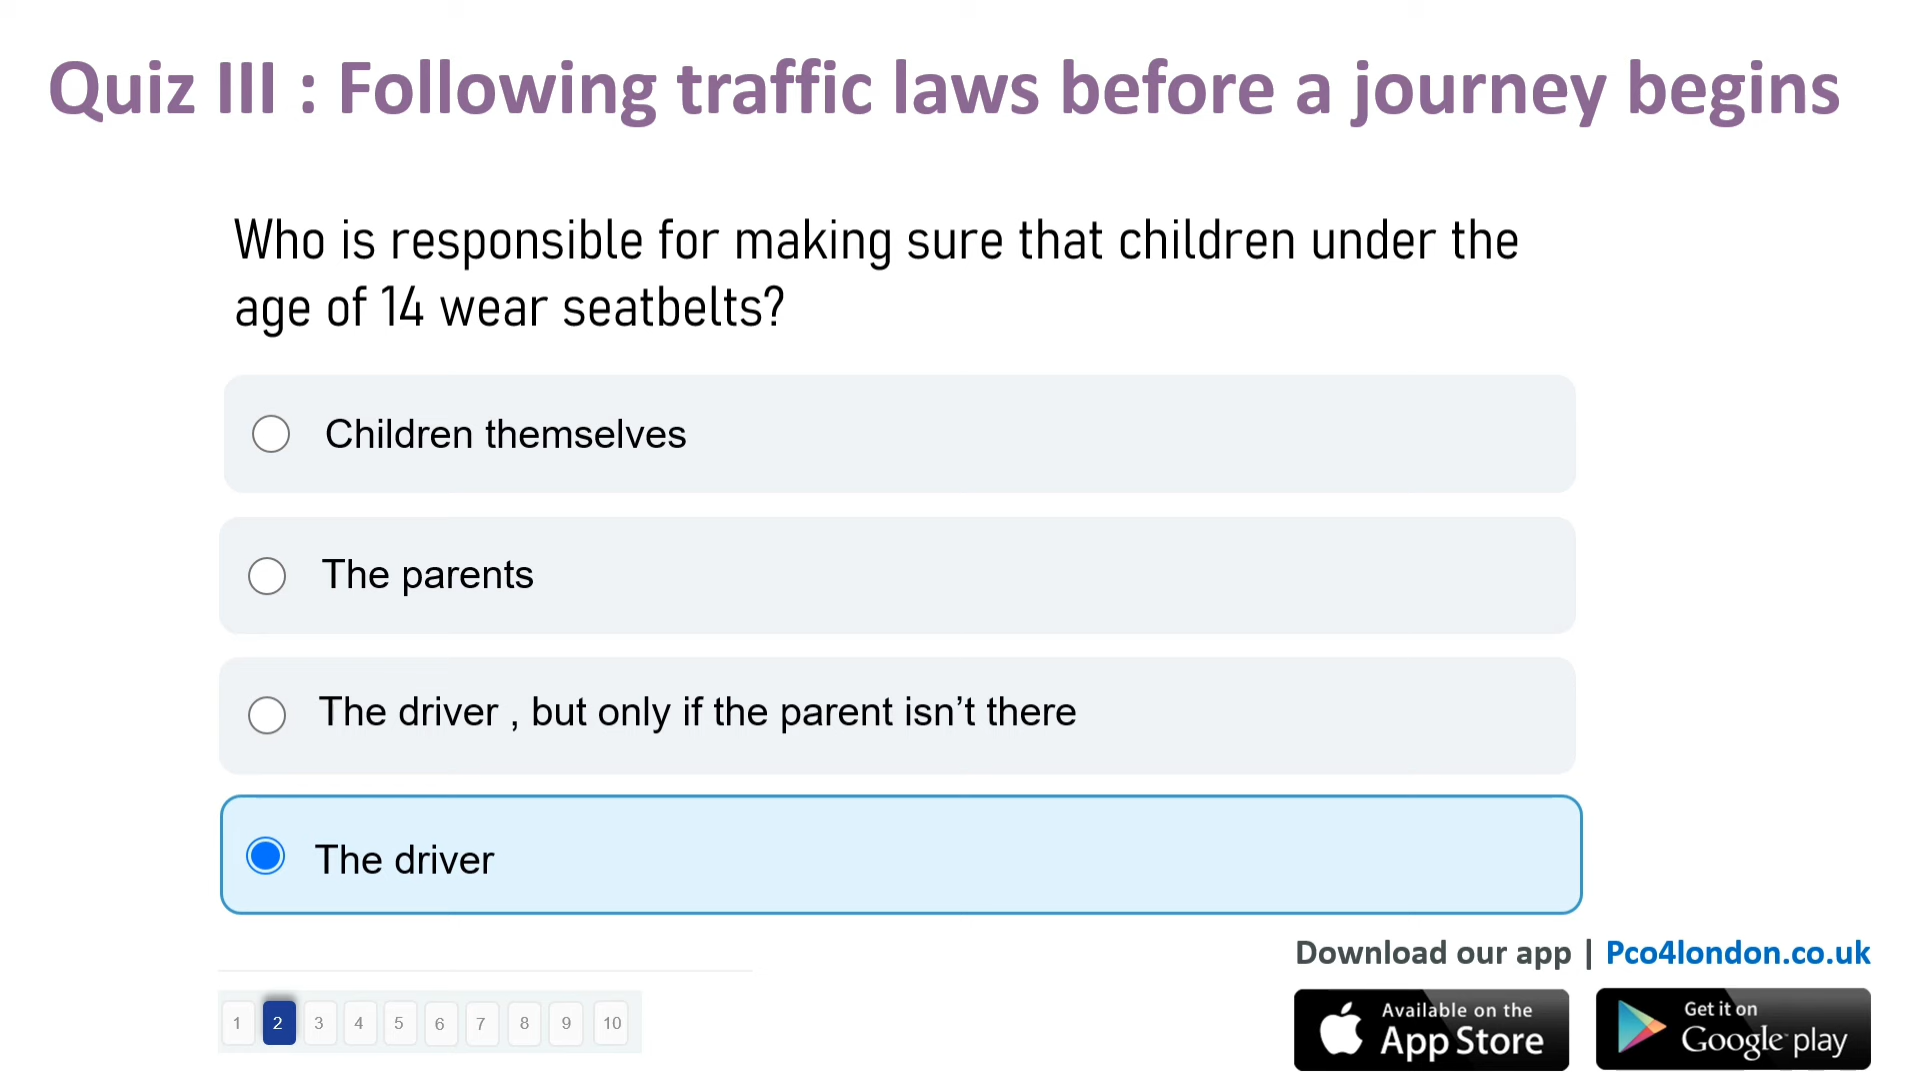 Quiz III : Following traffic laws before a journey begins
Who is responsible for making sure that children under the
age of 14 wear seatbelts?
Children themselves
The parents
The driver , but only if the parent isn’t there
The driver
Download our app | Pco4london.co.uk
1 2 3 4 5 6 7 8 9 10
Available on the
App Store
Get it on
Google play